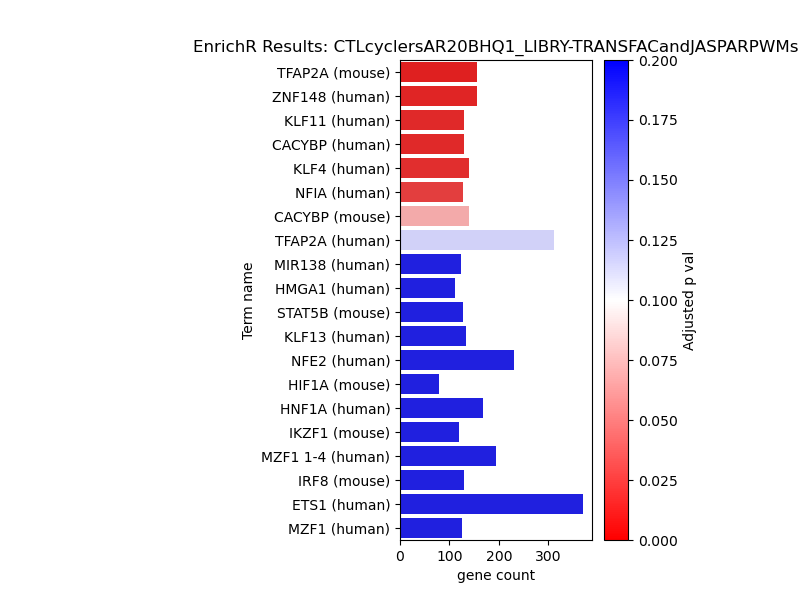 EnrichR Results: CTLcyclersAR20BHQ1_LIBRY-TRANSFACandJASPARPWMs
TFAP2A (mouse)
ZNF148 (human)
KLF11 (human)
CACYBP (human)
KLF4 (human)
NFIA (human)
CACYBP (mouse)
TFAP2A (human)
MIR138 (human)
HMGA1 (human)
STAT5B (mouse)
KLF13 (human)
NFE2 (human)
HIF1A (mouse)
HNF1A (human)
IKZF1 (mouse)
MZF1 1-4 (human)
IRF8 (mouse)
ETS1 (human)
MZF1 (human)
Term name
0 100 200 300
gene count
0.200
0.175
0.150
0.125
0.100
0.075
0.050
0.025
0.000
Adjusted p val